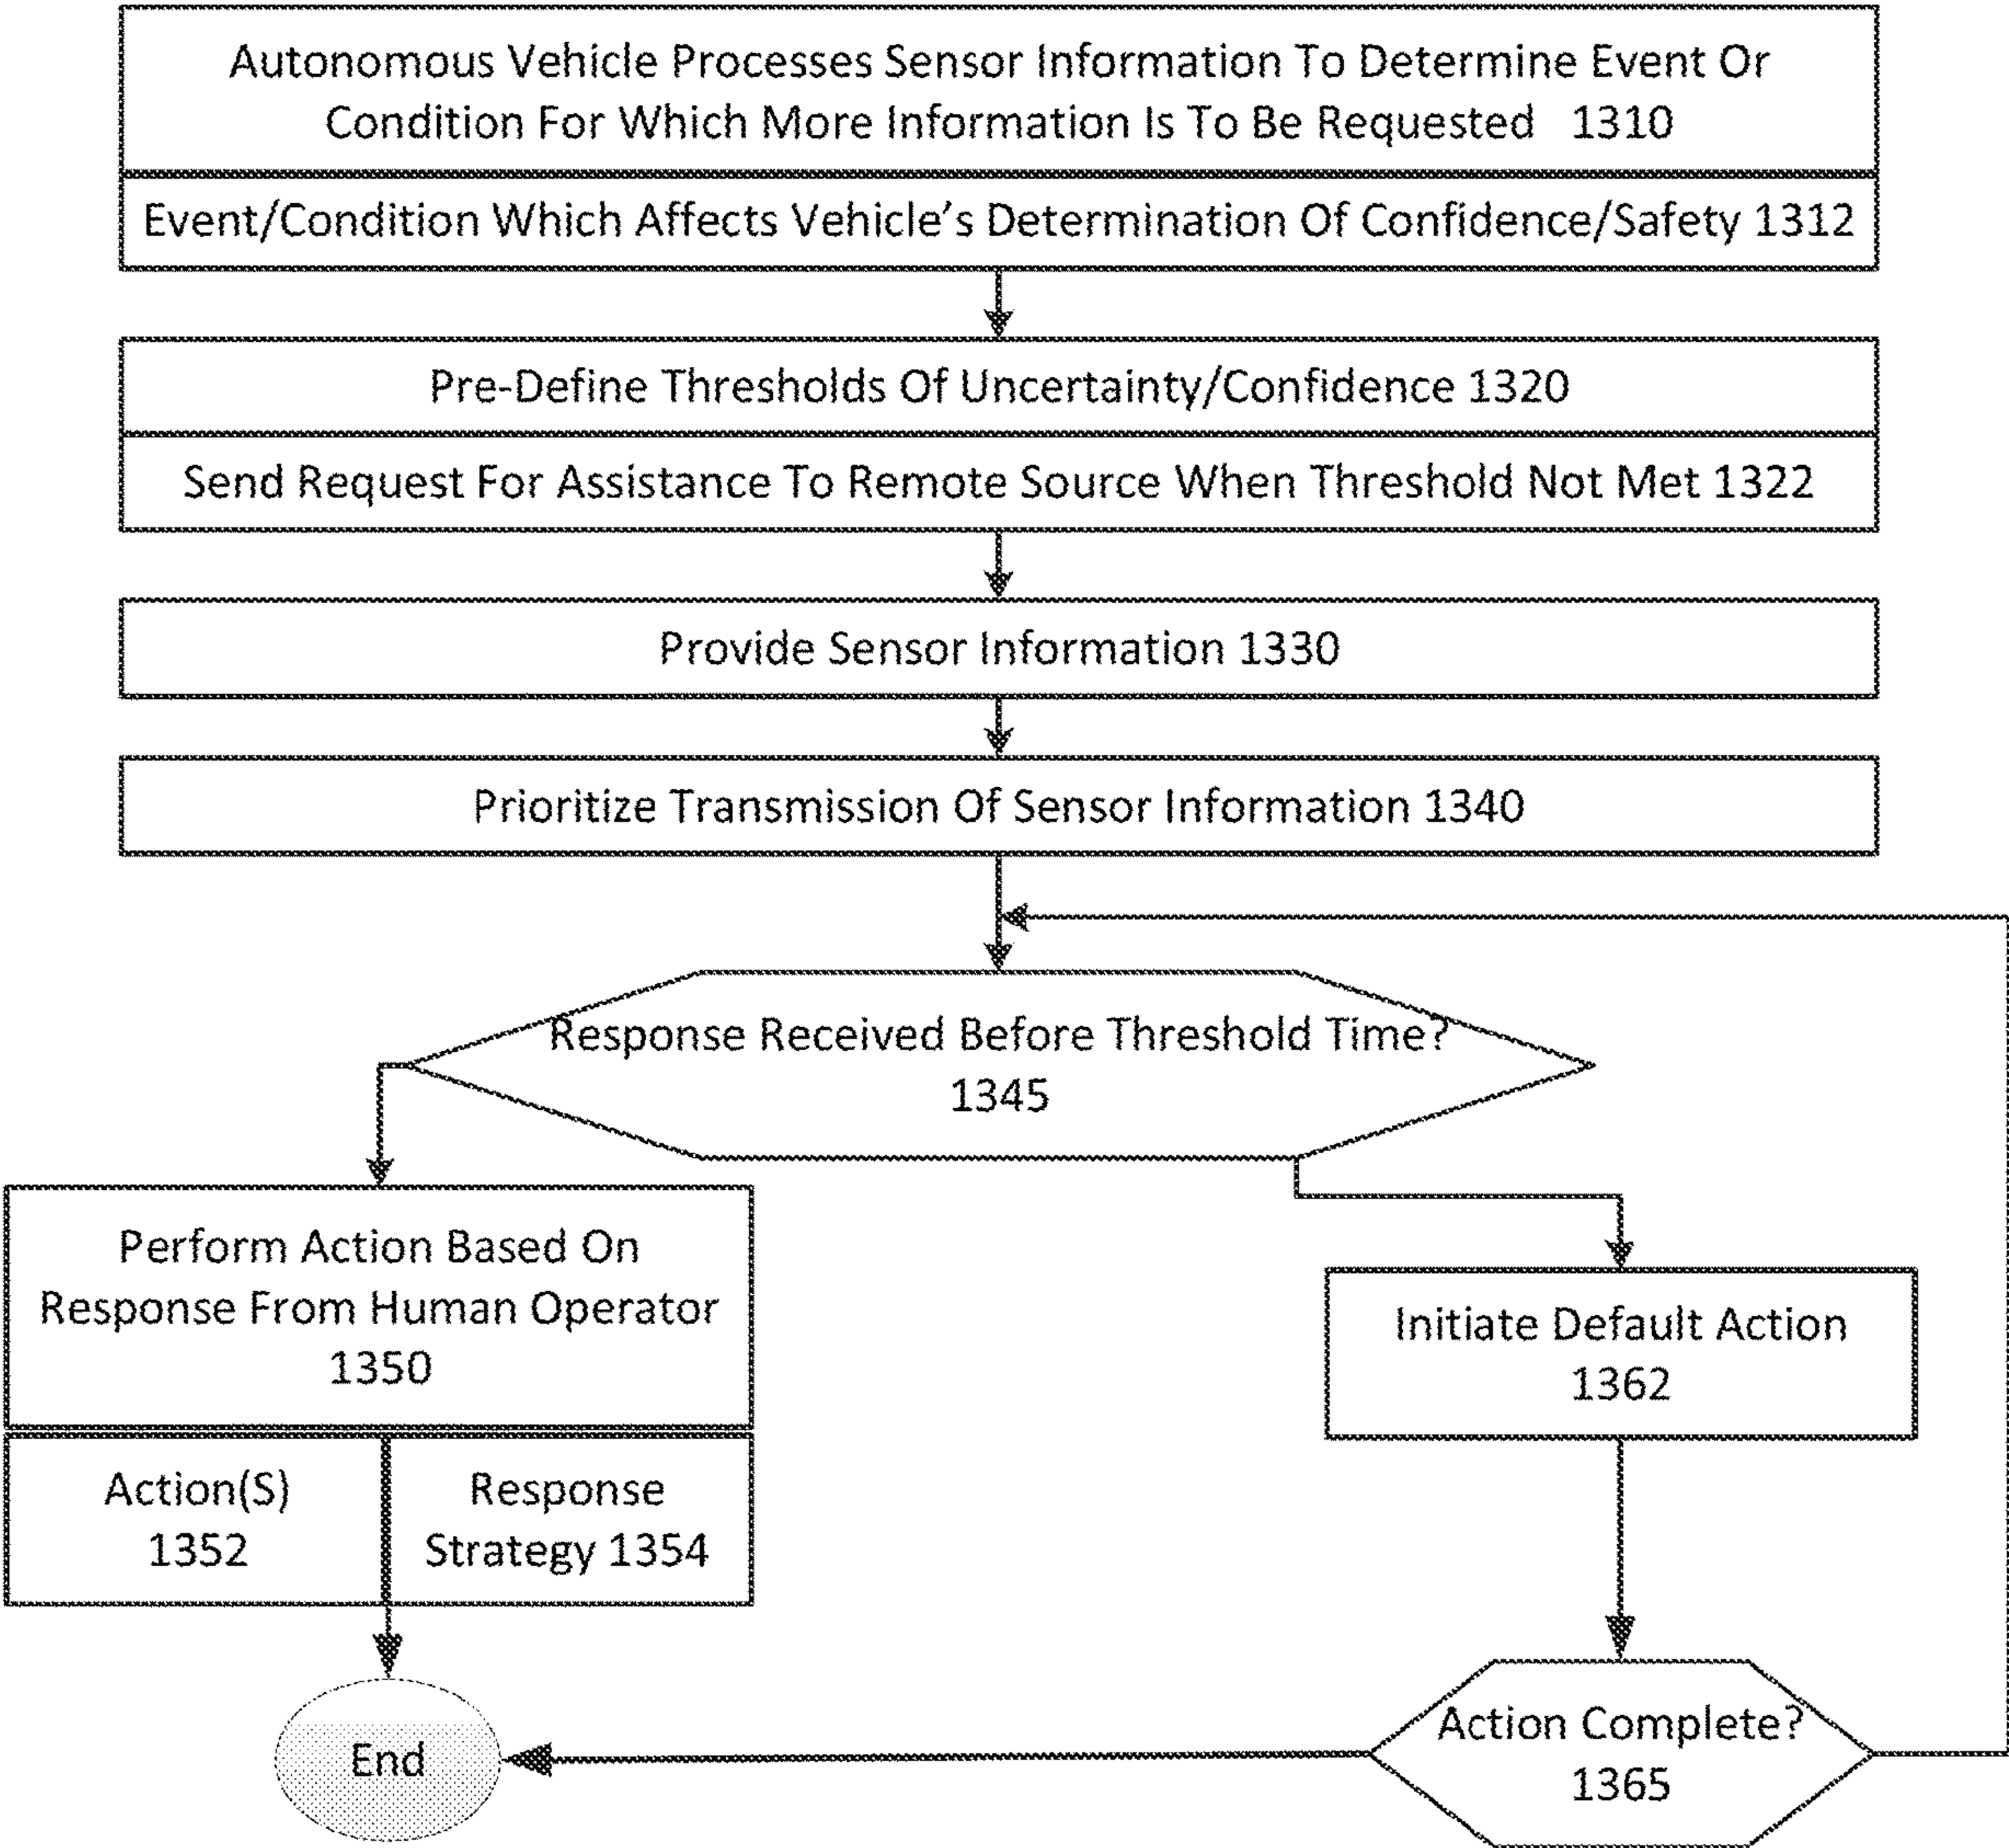 Autonomous Vehicle Processes Sensor Information To Determine Event Or
Condition For Which More Information Is To Be Requested 1310
Event/Condition Which Affects Vehicle’s Determination Of Confidence/Safety 1312
Pre-Define Thresholds Of Uncertainty/Confidence 1320
Send Request For Assistance To Remote Source When Threshold Not Met 1322
Provide Sensor Information 1330
Prioritize Transmission Of Sensor Information 1340
Response Received Before Threshold Time?
1345
Perform Action Based On
Response From Human Operator
1350
Action(S)
1352
Response
Strategy 1354
Initiate Default Action
1362
Action Complete?
1365
End